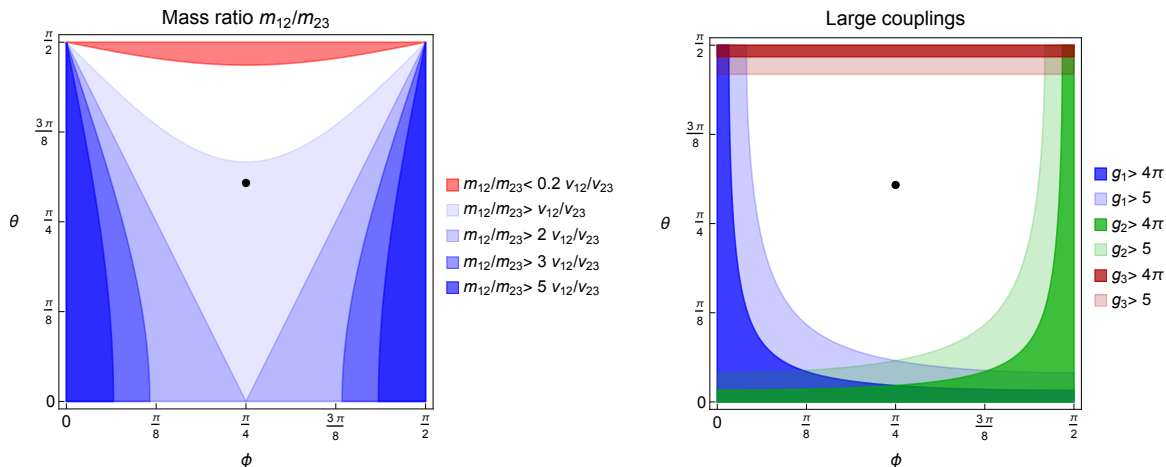 Mass ratio m₁₂/m₂₃
π/2
3π/8
π/4
π/8
0
θ
0 π/8 π/4 3π/8 π/2
ϕ
m₁₂/m₂₃< 0.2 v₁₂/v₂₃
m₁₂/m₂₃> v₁₂/v₂₃
m₁₂/m₂₃> 2 v₁₂/v₂₃
m₁₂/m₂₃> 3 v₁₂/v₂₃
m₁₂/m₂₃> 5 v₁₂/v₂₃
Large couplings
π/2
3π/8
π/4
π/8
0
θ
0 π/8 π/4 3π/8 π/2
ϕ
g₁> 4π
g₁> 5
g₂> 4π
g₂> 5
g₃> 4π
g₃> 5